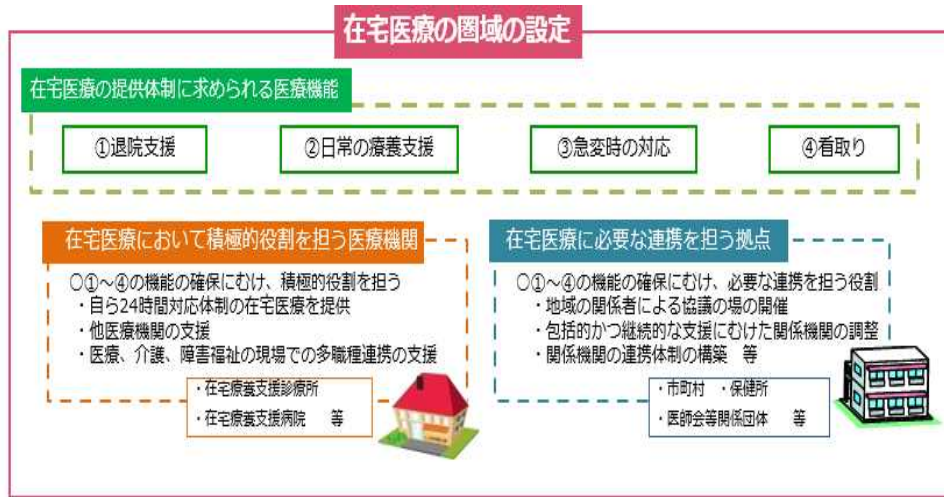 在宅医療の圏域の設定
在宅医療の提供体制に求められる医療機能
①退院支援
②日常の療養支援
③急変時の対応
④看取り
在宅医療において積極的役割を担う医療機関
○①～④の機能の確保にむけ、積極的役割を担う
・自ら24時間対応体制の在宅医療を提供
・他医療機関の支援
・医療、介護、障害福祉の現場での多職種連携の支援
・在宅療養支援診療所
・在宅療養支援病院 等
在宅医療に必要な連携を担う拠点
○①～④の機能の確保にむけ、必要な連携を担う役割
・地域の関係者による協議の場の開催
・包括的かつ継続的な支援にむけた関係機関の調整
・関係機関の連携体制の構築 等
・市町村 ・保健所
・医師会等関係団体 等